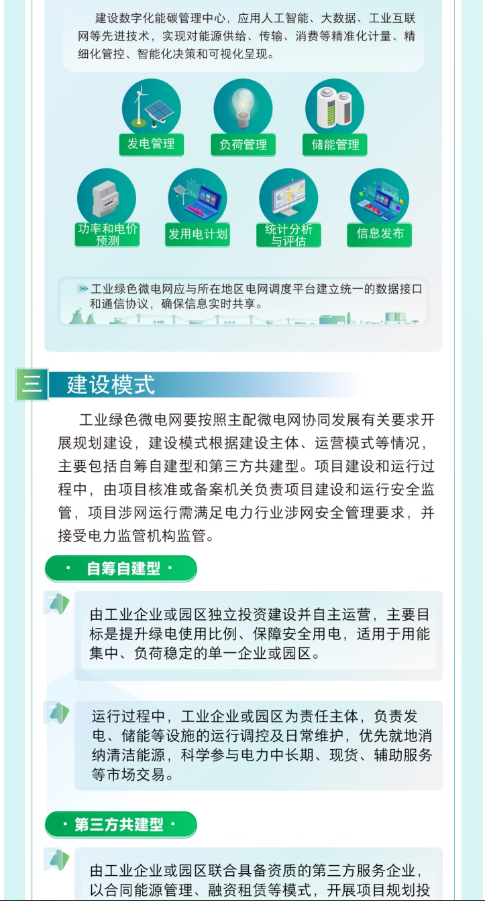 建设数字化能碳管理中心，应用人工智能、大数据、工业互联
网等先进技术，实现对能源供给、传输、消费等精准化计量、精
细化管控、智能化决策和可视化呈现。
发电管理
负荷管理
储能管理
功率和电价
预测
发用电计划
统计分析
与评估
信息发布
工业绿色微电网应与所在地区电网调度平台建立统一的数据接口
和通信协议，确保信息实时共享。
三 建设模式
工业绿色微电网要按照主配微电网协同发展有关要求开
展规划建设，建设模式根据建设主体、运营模式等情况，
主要包括自筹自建型和第三方共建型。项目建设和运行过
程中，由项目核准或备案机关负责项目建设和运行安全监
管，项目涉网运行需满足电力行业涉网安全管理要求，并
接受电力监管机构监管。
· 自筹自建型 ·
由工业企业或园区独立投资建设并自主运营，主要目
标是提升绿电使用比例、保障安全用电，适用于用能
集中、负荷稳定的单一企业或园区。
运行过程中，工业企业或园区为责任主体，负责发
电、储能等设施的运行调控及日常维护，优先就地消
纳清洁能源，科学参与电力中长期、现货、辅助服务
等市场交易。
· 第三方共建型 ·
由工业企业或园区联合具备资质的第三方服务企业，
以合同能源管理、融资租赁等模式，开展项目规划投